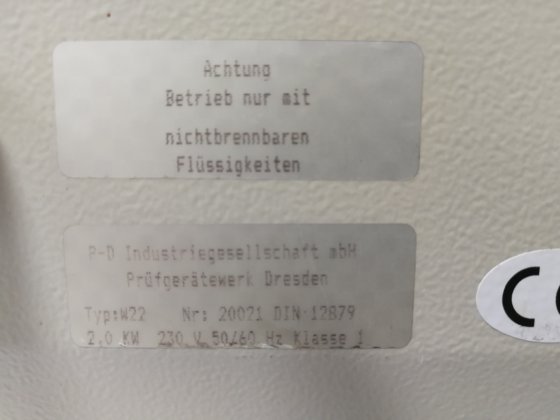 Achtung
Betrieb nur mit
nichtbrennbaren
Flüssigkeiten
P-D Industriegesellschaft mbH
Prüfgerätewerk Dresden
Typ:W22 Nr: 20021 DIN-12879
2.0 KW 230 V 50/60 Hz Klasse 1
CE